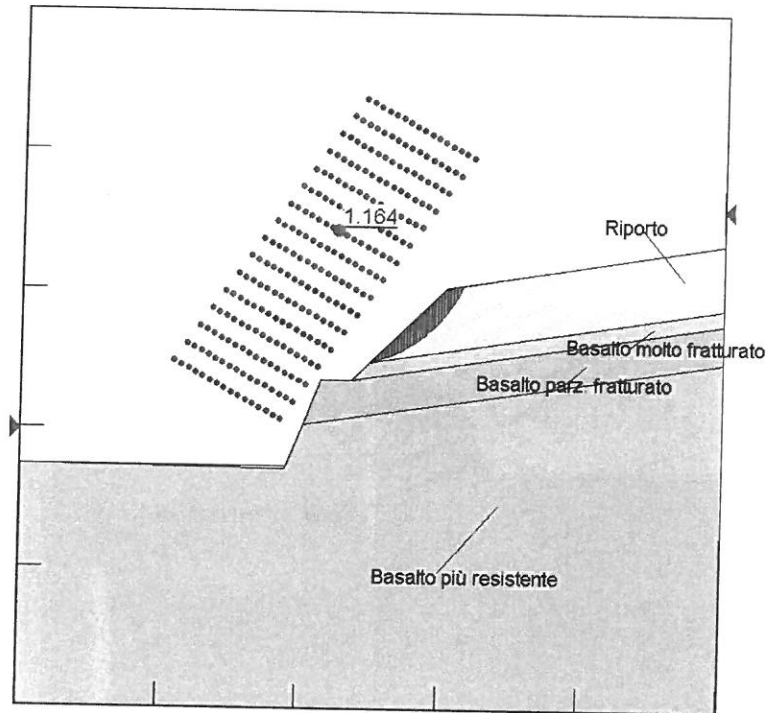 1.164
Riporto
Basalto molto fratturato
Basalto parz. fratturato
Basalto più resistente